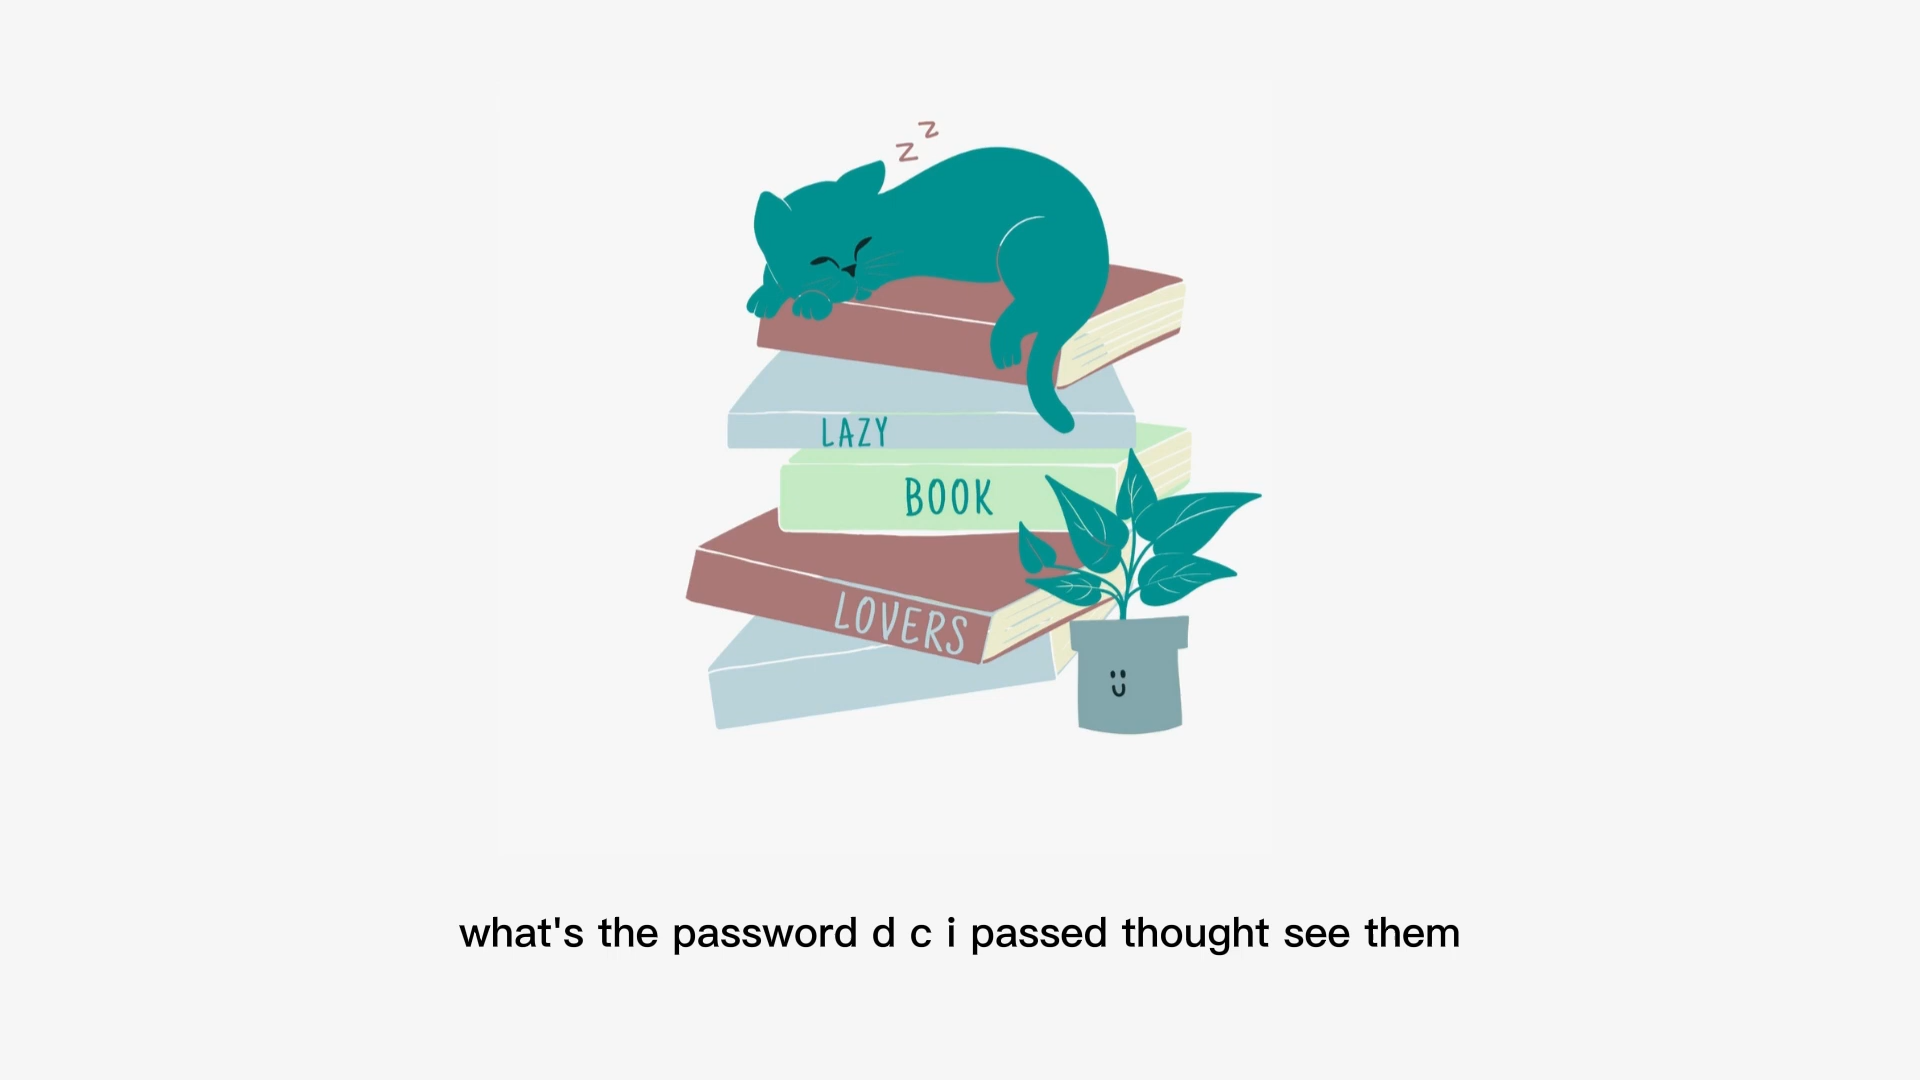 z
z
LAZY
BOOK
LOVERS
what's the password d c i passed thought see them